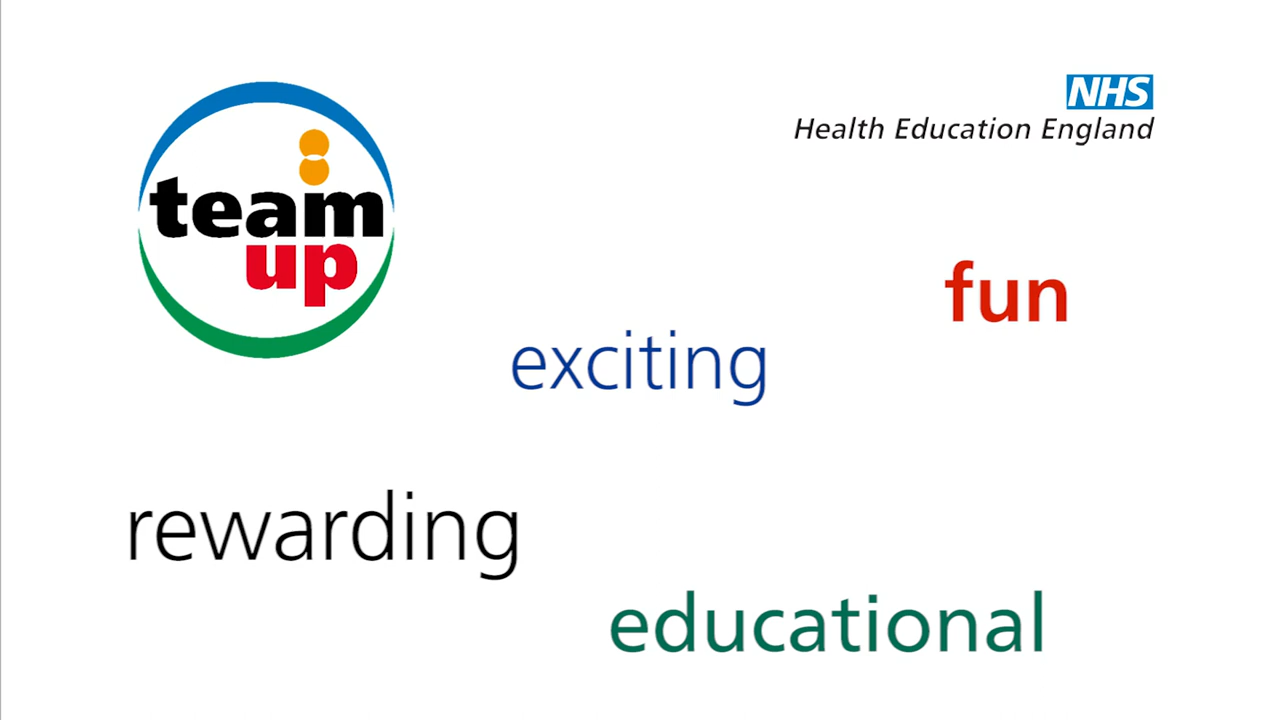 team
up
NHS
Health Education England
fun
exciting
rewarding
educational